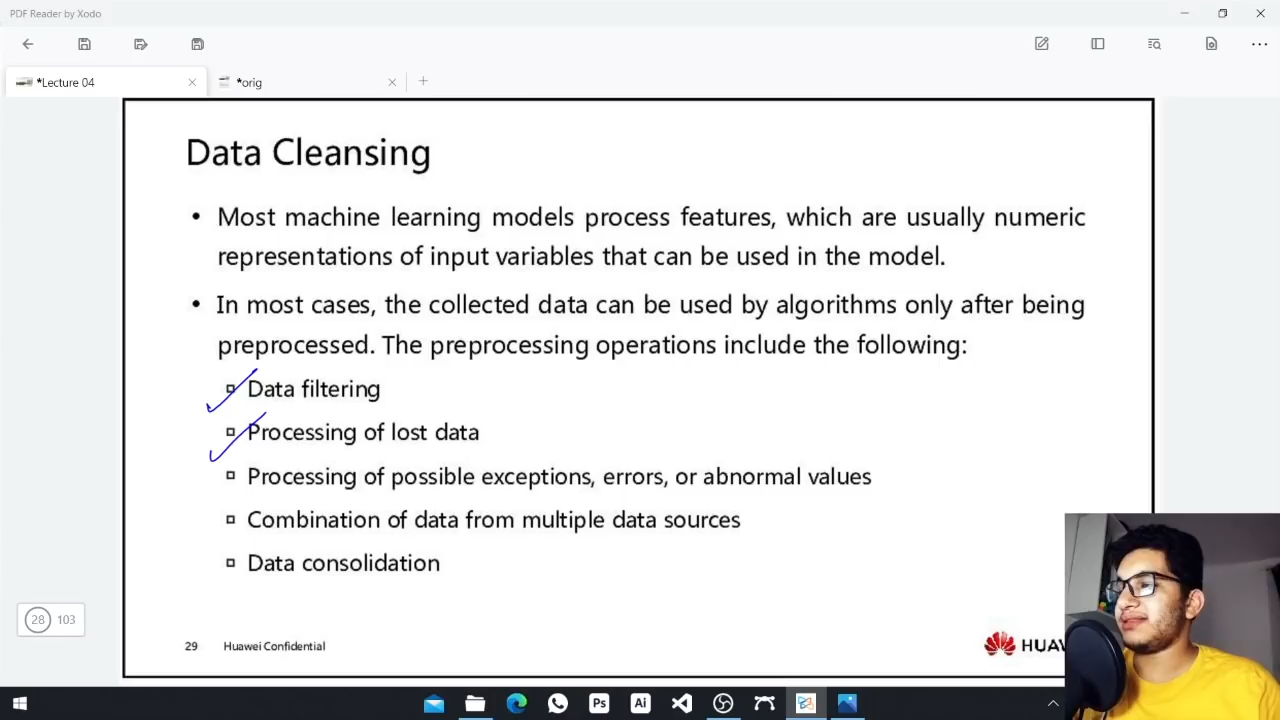 PDF Reader by Xodo
*Lecture 04
*orig
Data Cleansing
• Most machine learning models process features, which are usually numeric
representations of input variables that can be used in the model.
• In most cases, the collected data can be used by algorithms only after being
preprocessed. The preprocessing operations include the following:
Data filtering
Processing of lost data
Processing of possible exceptions, errors, or abnormal values
Combination of data from multiple data sources
Data consolidation
28 103
29 Huawei Confidential
HUAW
Ps Ai